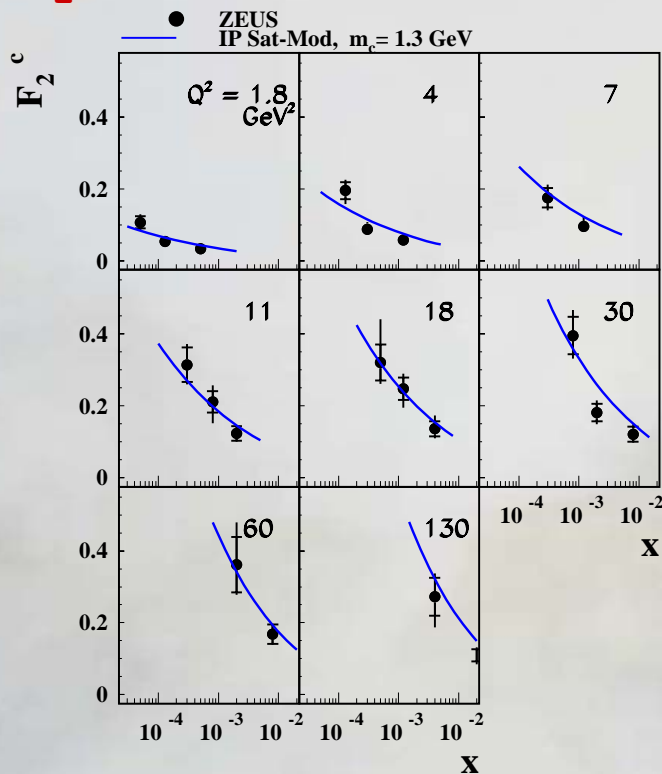 ZEUS
IP Sat-Mod, m_c= 1.3 GeV
F_2^c
Q² = 1.8
GeV²
4
7
0.4
0.2
0
11
18
30
0.4
0.2
0
10⁻⁴ 10⁻³ 10⁻²
x
60
130
0.4
0.2
0
10⁻⁴ 10⁻³ 10⁻² 10⁻⁴ 10⁻³ 10⁻²
x